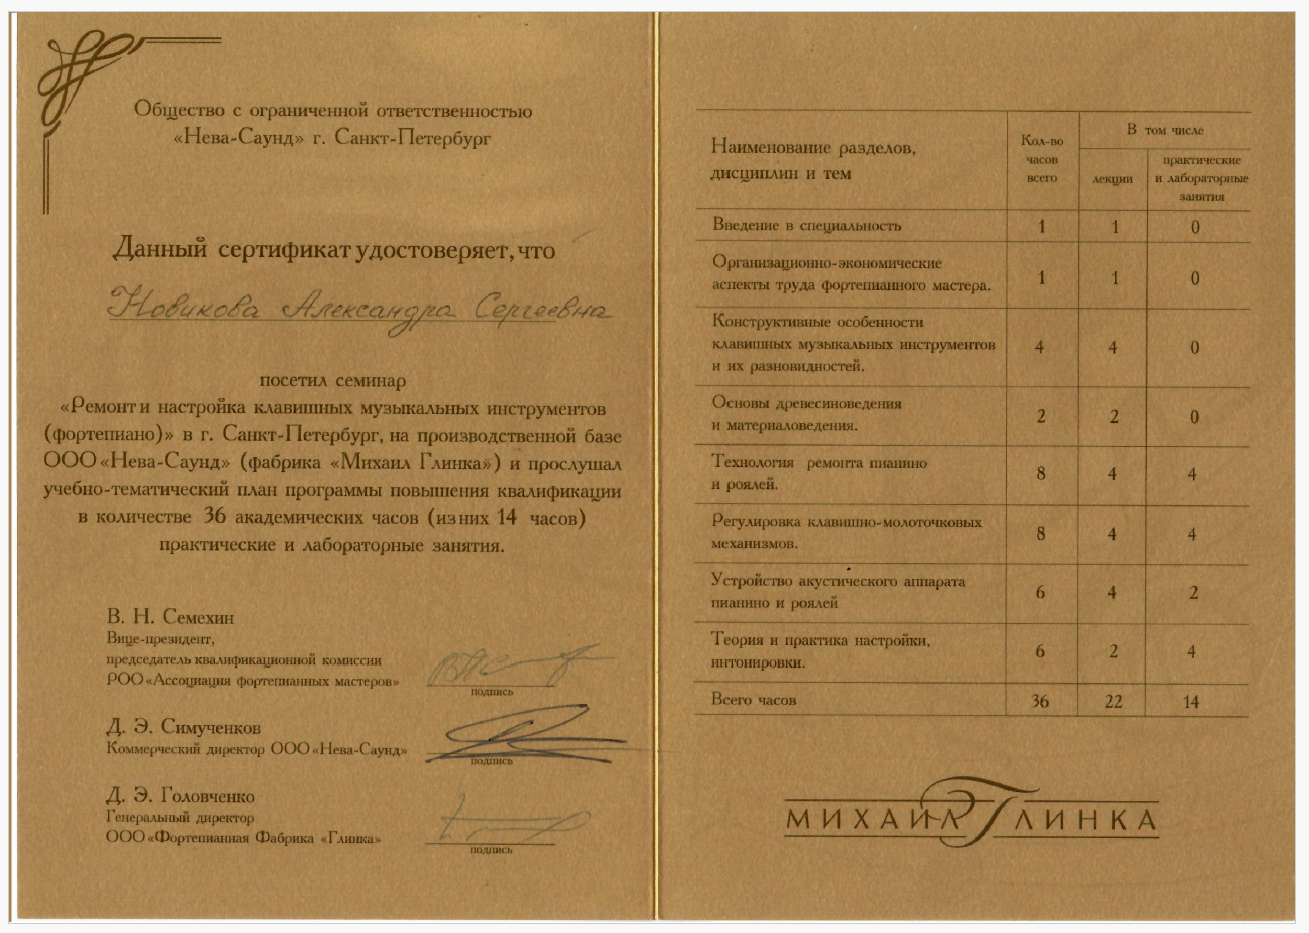 Общество с ограниченной ответственностью
«Нева-Саунд» г. Санкт-Петербург
Данный сертификат удостоверяет, что
Новикова Александра Сергеевна
посетил семинар
«Ремонт и настройка клавишных музыкальных инструментов
(фортепиано)» в г. Санкт-Петербург, на производственной базе
ООО «Нева-Саунд» (фабрика «Михаил Глинка») и прослушал
учебно-тематический план программы повышения квалификации
в количестве 36 академических часов (из них 14 часов)
практические и лабораторные занятия.
В. Н. Семехин
Вице-президент,
председатель квалификационной комиссии
РОО «Ассоциация фортепианных мастеров»
подпись
Д. Э. Симученков
Коммерческий директор ООО «Нева-Саунд»
подпись
Д. Э. Головченко
Генеральный директор
ООО «Фортепианная Фабрика «Глинка»
подпись
Наименование разделов,
дисциплин и тем
Кол-во
часов
всего
В том числе
лекции
практические
и лабораторные
занятия
Введение в специальность 1 1 0
Организационно-экономические
аспекты труда фортепианного мастера. 1 1 0
Конструктивные особенности
клавишных музыкальных инструментов 4 4 0
и их разновидностей.
Основы древесиноведения
и материаловедения. 2 2 0
Технология ремонта пианино
и роялей. 8 4 4
Регулировка клавишно-молоточковых
механизмов. 8 4 4
Устройство акустического аппарата
пианино и роялей 6 4 2
Теория и практика настройки,
интонировки. 6 2 4
Всего часов 36 22 14
МИХАИЛ ГЛИНКА